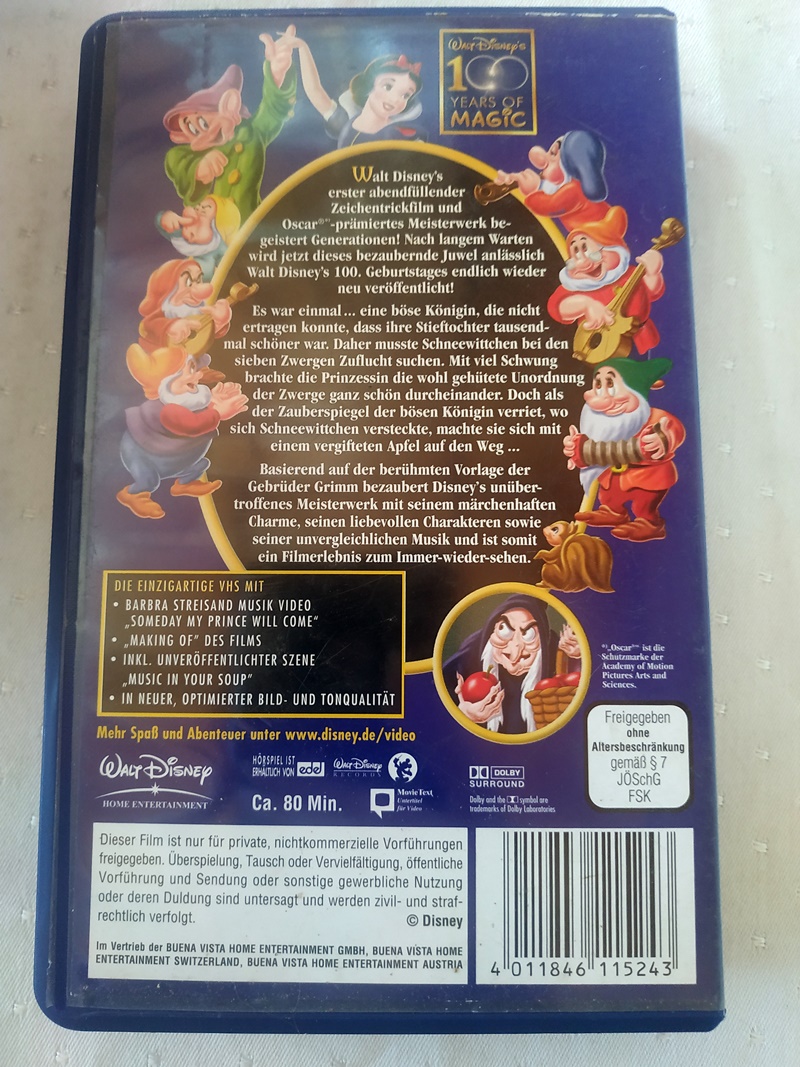 WALT DISNEY'S
100
YEARS OF
MAGIC
Walt Disney's
erster abendfüllender
Zeichentrickfilm und
Oscar®*-prämiertes Meisterwerk be-
geistert Generationen! Nach langem Warten
wird jetzt dieses bezaubernde Juwel anlässlich
Walt Disney's 100. Geburtstages endlich wieder
neu veröffentlicht!
Es war einmal ... eine böse Königin, die nicht
ertragen konnte, dass ihre Stieftochter tausend-
mal schöner war. Daher musste Schneewittchen bei den
sieben Zwergen Zuflucht suchen. Mit viel Schwung
brachte die Prinzessin die wohl gehütete Unordnung
der Zwerge ganz schön durcheinander. Doch als
der Zauberspiegel der bösen Königin verriet, wo
sich Schneewittchen versteckte, machte sie sich mit
einem vergifteten Apfel auf den Weg ...
Basierend auf der berühmten Vorlage der
Gebrüder Grimm bezaubert Disney's unüber-
troffenes Meisterwerk mit seinem märchenhaften
Charme, seinen liebevollen Charakteren sowie
seiner unvergleichlichen Musik und ist somit
ein Filmerlebnis zum Immer-wieder-sehen.
DIE EINZIGARTIGE VHS MIT
• BARBRA STREISAND MUSIK VIDEO
„SOMEDAY MY PRINCE WILL COME“
• „MAKING OF“ DES FILMS
• INKL. UNVERÖFFENTLICHTER SZENE
„MUSIC IN YOUR SOUP“
• IN NEUER, OPTIMIERTER BILD- UND TONQUALITÄT
*) „Oscar®“ ist die
Schutzmarke der
Academy of Motion
Pictures Arts and
Sciences.
Mehr Spaß und Abenteuer unter www.disney.de/video
WALT DISNEY
HOME ENTERTAINMENT
HÖRSPIEL IST
ERHÄLTLICH VON edel
WALT DISNEY
RECORDS
Ca. 80 Min.
MovieText
Untertitel
für Video
DOLBY
SURROUND
Dolby and the symbol are
trademarks of Dolby Laboratories
Freigegeben
ohne
Altersbeschränkung
gemäß § 7
JÖSchG
FSK
Dieser Film ist nur für private, nichtkommerzielle Vorführungen
freigegeben. Überspielung, Tausch oder Vervielfältigung, öffentliche
Vorführung und Sendung oder sonstige gewerbliche Nutzung
oder deren Duldung sind untersagt und werden zivil- und straf-
rechtlich verfolgt.
© Disney
Im Vertrieb der BUENA VISTA HOME ENTERTAINMENT GMBH, BUENA VISTA HOME
ENTERTAINMENT SWITZERLAND, BUENA VISTA HOME ENTERTAINMENT AUSTRIA
4 011846 115243